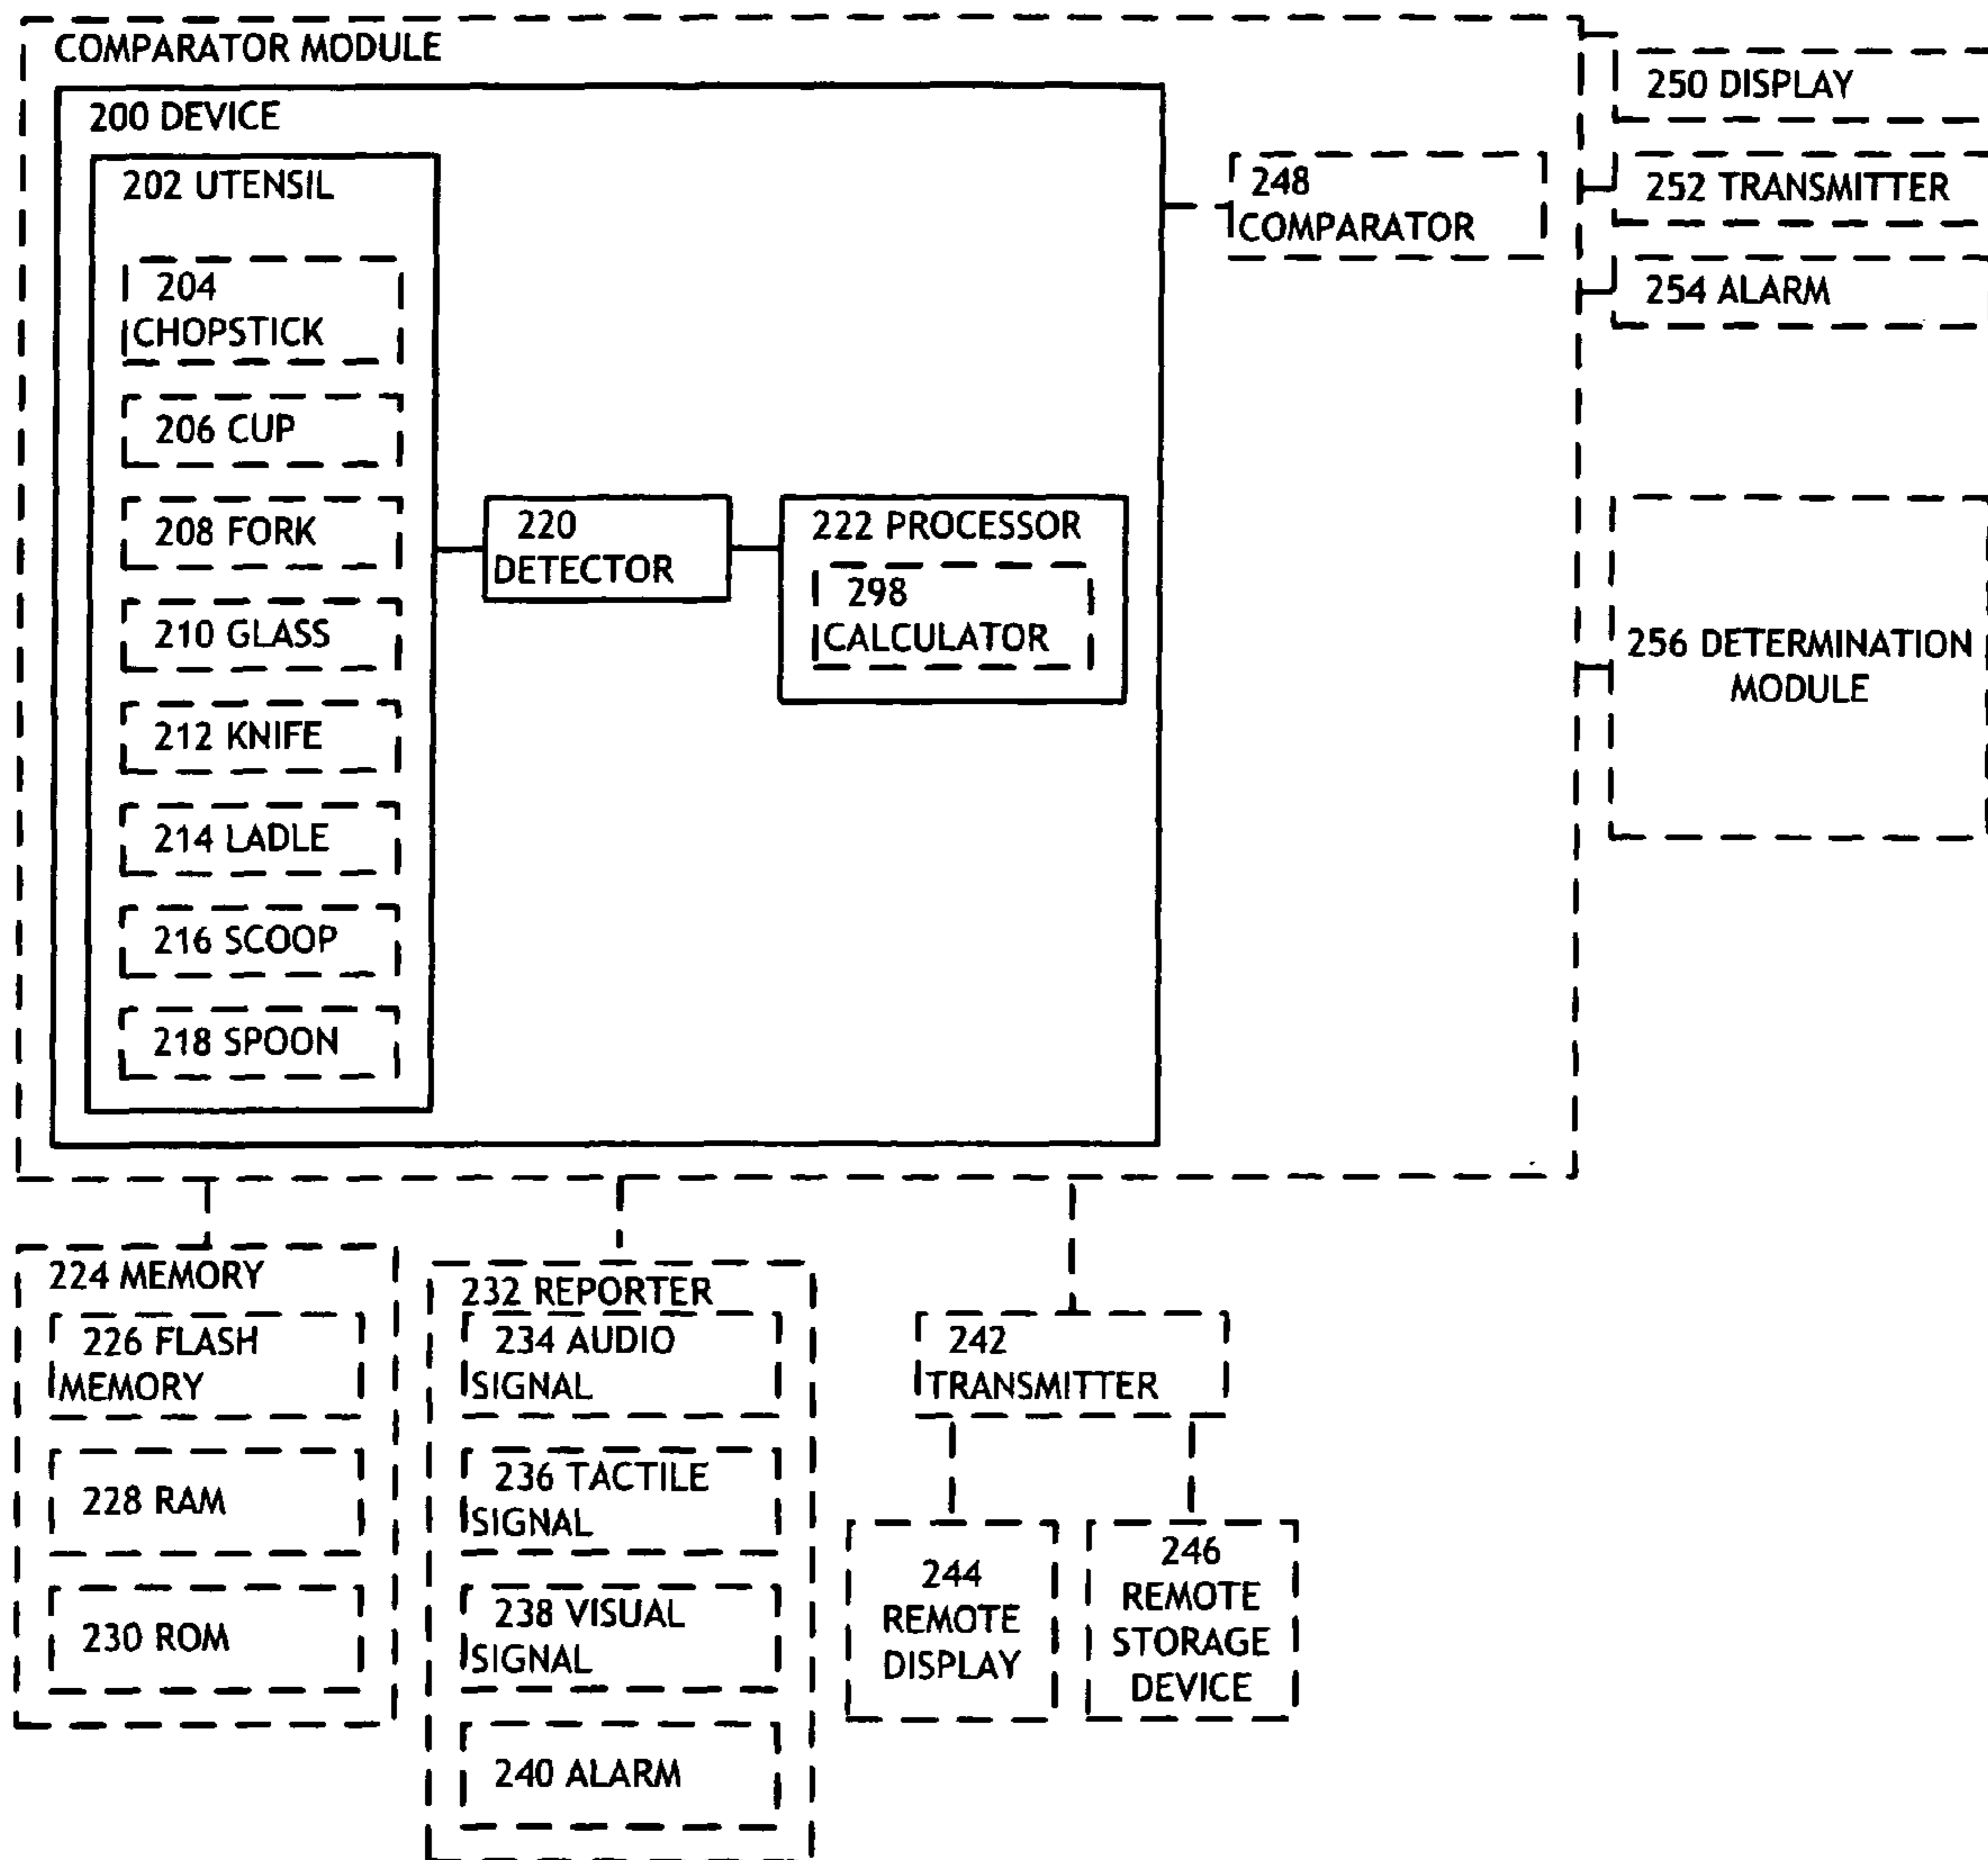 COMPARATOR MODULE
200 DEVICE
202 UTENSIL
204
CHOPSTICK
206 CUP
208 FORK
210 GLASS
212 KNIFE
214 LADLE
216 SCOOP
218 SPOON
220
DETECTOR
222 PROCESSOR
298
CALCULATOR
248
COMPARATOR
250 DISPLAY
252 TRANSMITTER
254 ALARM
256 DETERMINATION
MODULE
224 MEMORY
226 FLASH
MEMORY
228 RAM
230 ROM
232 REPORTER
234 AUDIO
SIGNAL
236 TACTILE
SIGNAL
238 VISUAL
SIGNAL
240 ALARM
242
TRANSMITTER
244
REMOTE
DISPLAY
246
REMOTE
STORAGE
DEVICE